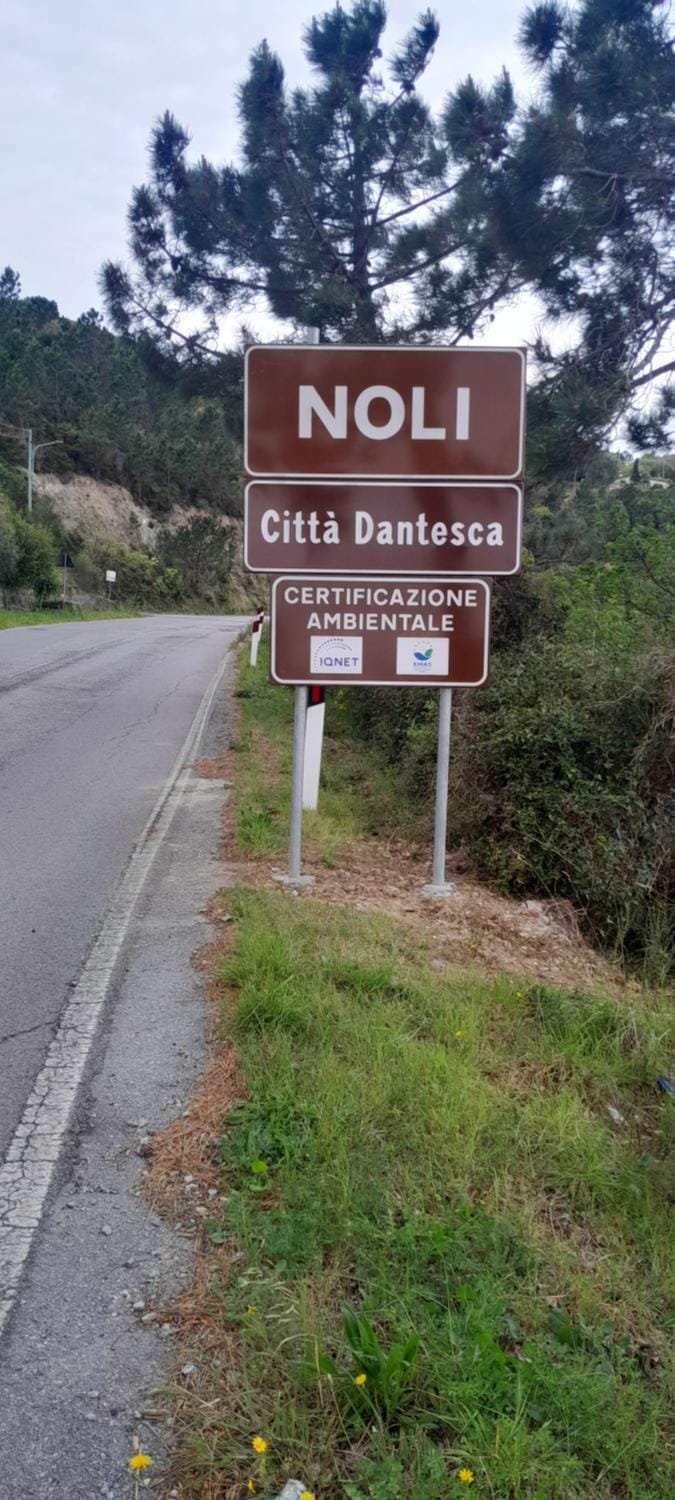 NOLI
Città Dantesca
CERTIFICAZIONE
AMBIENTALE
IQNET
EMAS